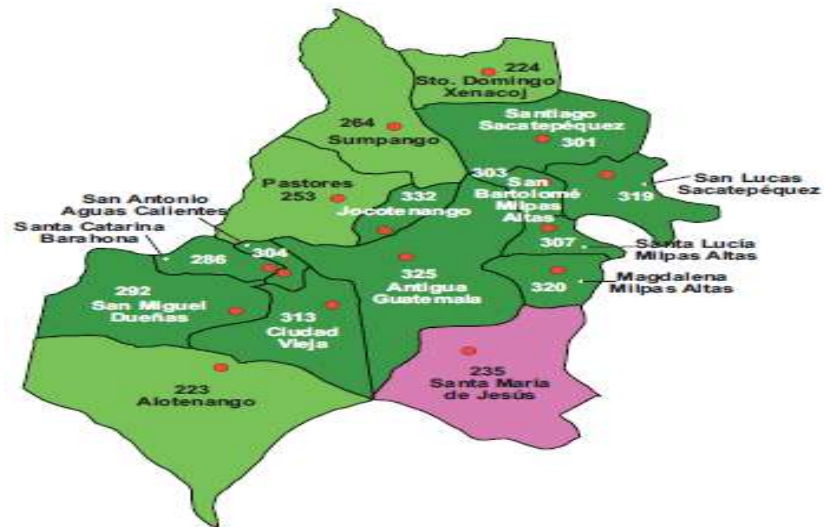 224
Sto. Domingo
Xenacoj
264
Sumpango
Santiago
Sacatepéquez
301
Pastores
253
332
Jocotenango
303
San
Bartolomé
Milpas
Altas
319
San Lucas
Sacatepéquez
San Antonio
Aguas Calientes
Santa Catarina
Barahona
286
304
307
Santa Lucía
Milpas Altas
325
Antigua
Guatemala
320
Magdalena
Milpas Altas
292
San Miguel
Dueñas
313
Ciudad
Vieja
223
Alotenango
235
Santa María
de Jesús